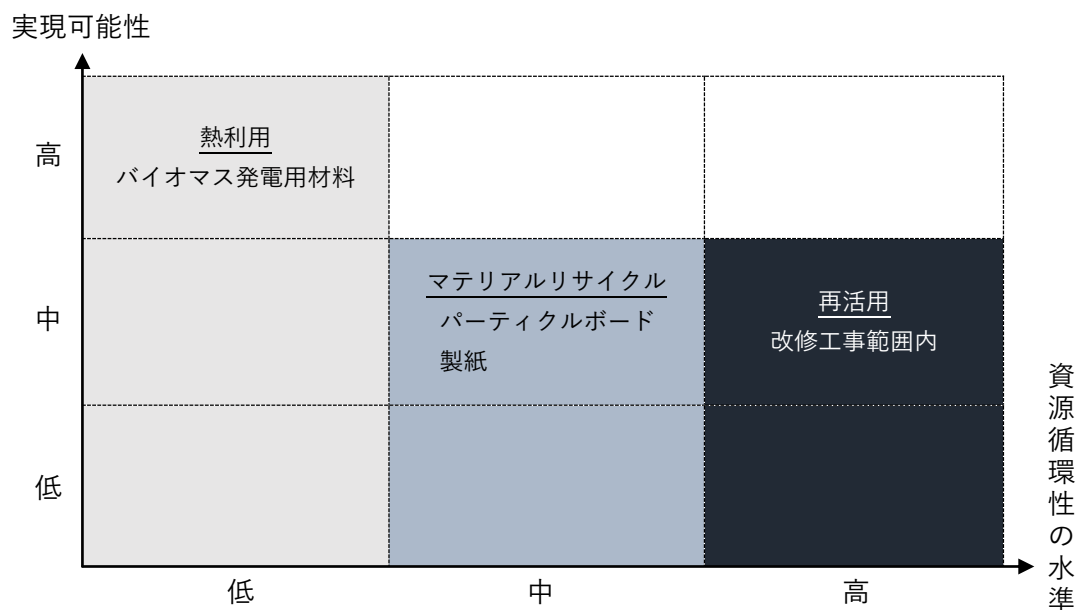 実現可能性
高
熱利用
バイオマス発電用材料
中
マテリアルリサイクル
パーティクルボード
製紙
再活用
改修工事範囲内
低
低
中
高
資源循環性の水準